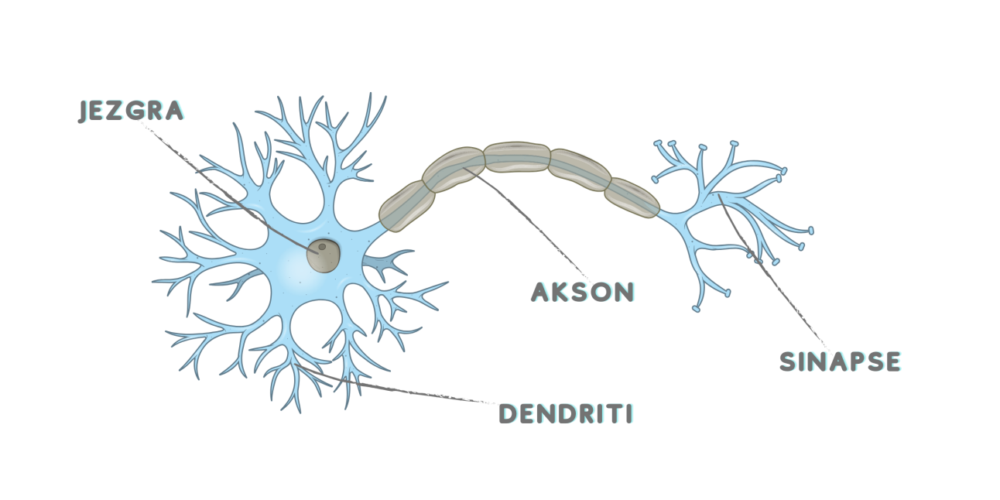 JEZGRA
AKSON
SINAPSE
DENDRITI